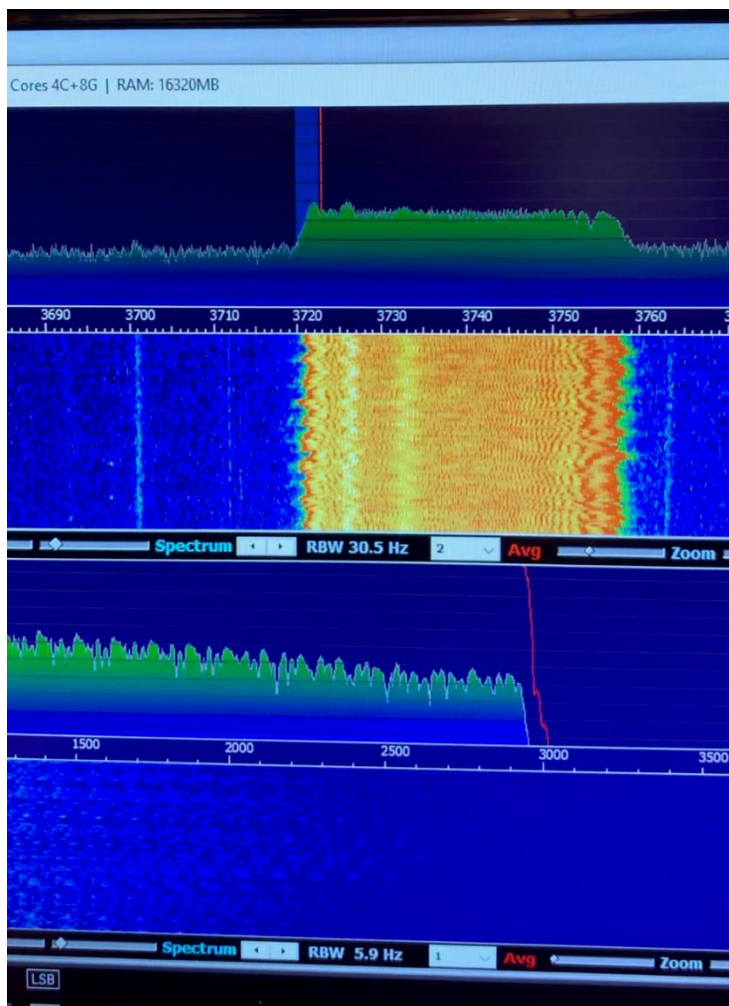 Cores 4C+8G | RAM: 16320MB
3690 3700 3710 3720 3730 3740 3750 3760
Spectrum RBW 30.5 Hz 2 Avg Zoom
1500 2000 2500 3000 3500
Spectrum RBW 5.9 Hz 1 Avg Zoom
LSB